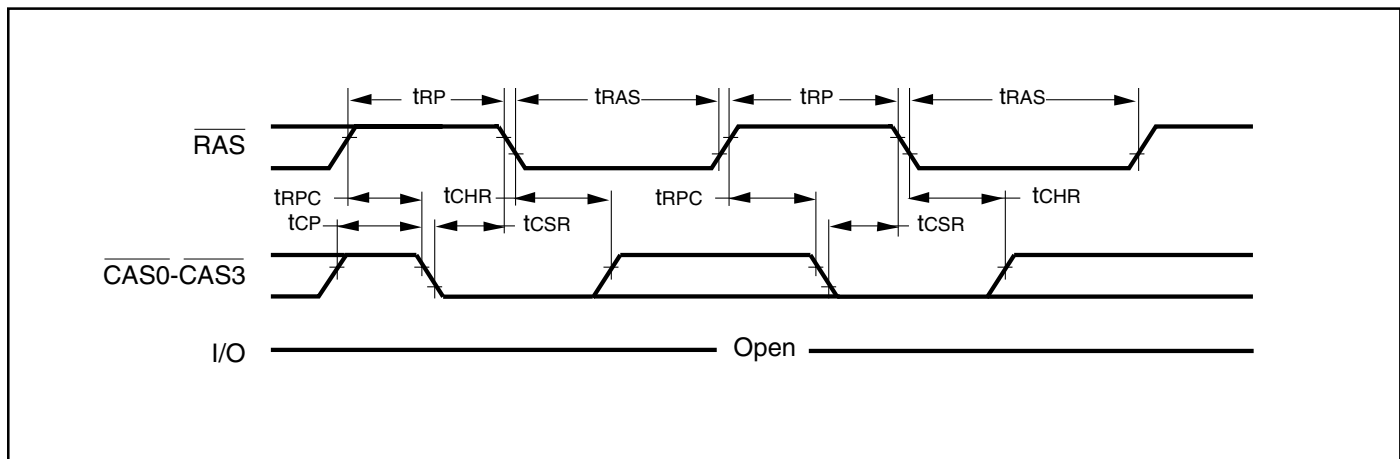 tRP tRAS tRP tRAS
RAS
tRPC tCHR tRPC tCHR
tCP tCSR tCSR
CAS0-CAS3
I/O Open